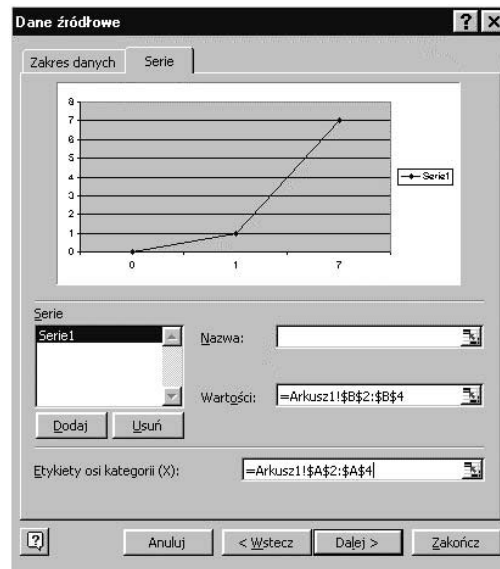 Dane źródłowe
Zakres danych
Serie
8
7
6
5
4
3
2
1
0
0 1 7
Serie1
Serie
Serie1
Nazwa:
Wartości: =Arkusz1!$B$2:$B$4
Dodaj Usuń
Etykiety osi kategorii (X): =Arkusz1!$A$2:$A$4
Anuluj < Wstecz Dalej > Zakończ